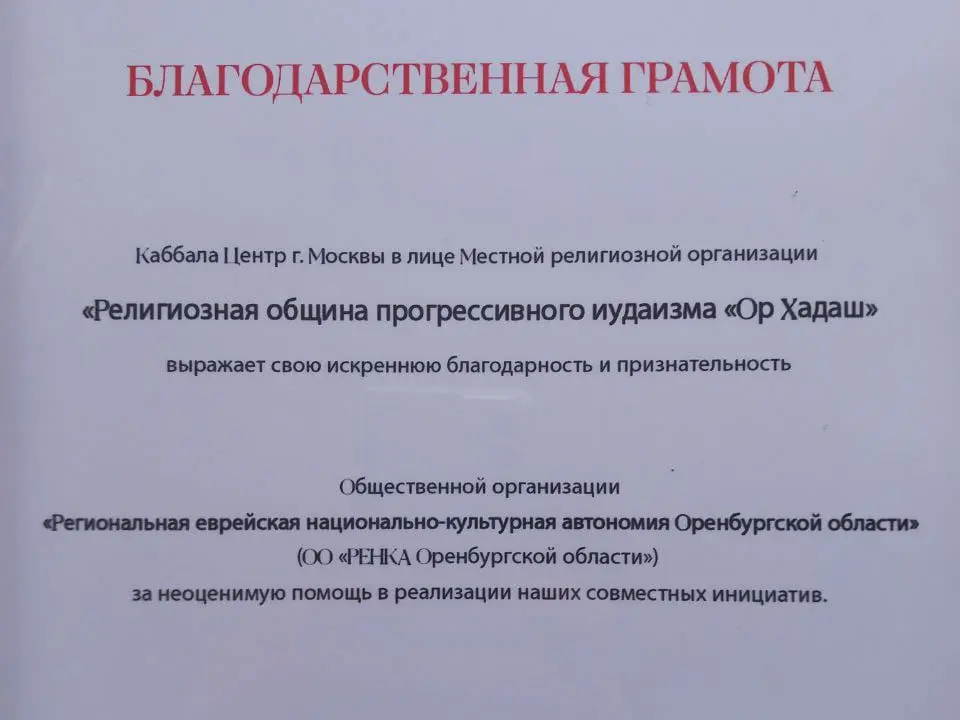 БЛАГОДАРСТВЕННАЯ ГРАМОТА
Каббала Центр г. Москвы в лице Местной религиозной организации
«Религиозная община прогрессивного иудаизма «Ор Хадаш»
выражает свою искреннюю благодарность и признательность
Общественной организации
«Региональная еврейская национально-культурная автономия Оренбургской области»
(ОО «РЕНКА Оренбургской области»)
за неоценимую помощь в реализации наших совместных инициатив.